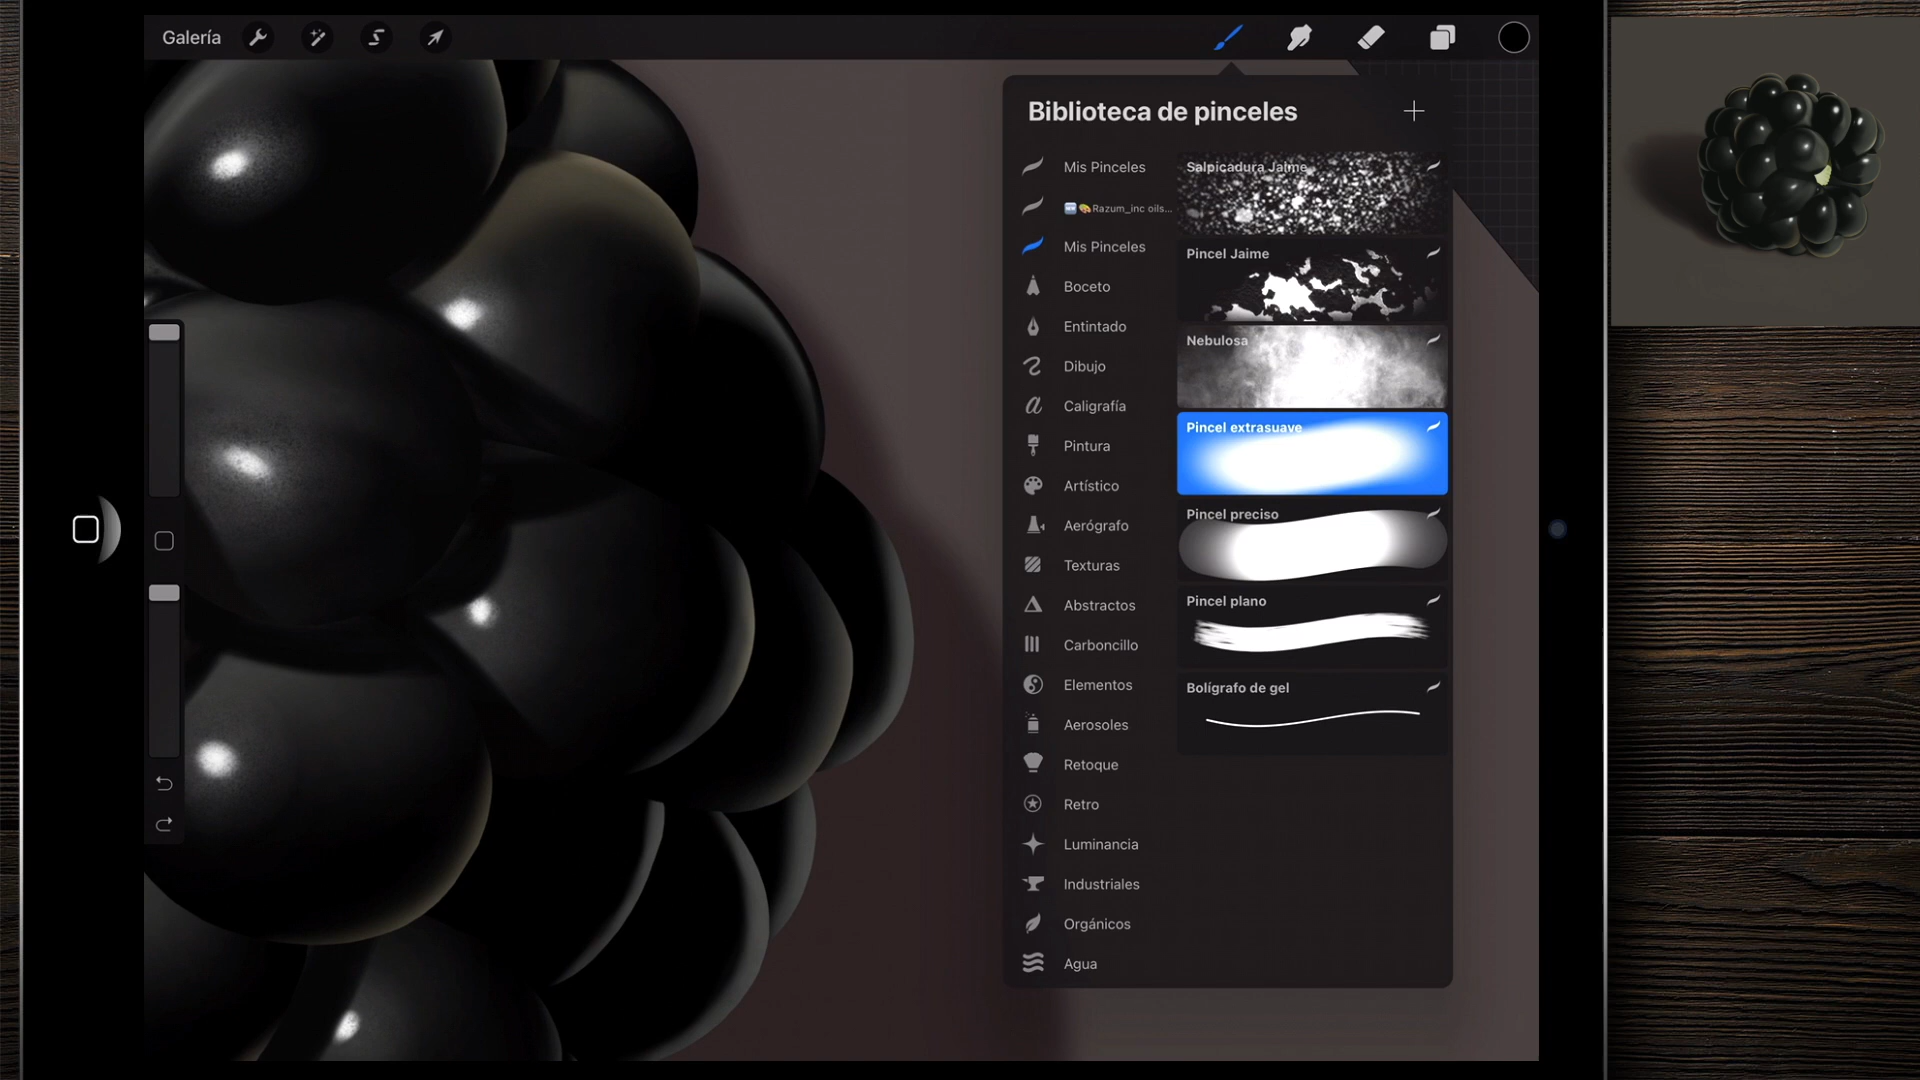 Galería
Biblioteca de pinceles
Mis Pinceles
Razum_inc oils...
Mis Pinceles
Boceto
Entintado
Dibujo
Caligrafía
Pintura
Artístico
Aerógrafo
Texturas
Abstractos
Carboncillo
Elementos
Aerosoles
Retoque
Retro
Luminancia
Industriales
Orgánicos
Agua
Salpicadura Jaime
Pincel Jaime
Nebulosa
Pincel extrasuave
Pincel preciso
Pincel plano
Bolígrafo de gel